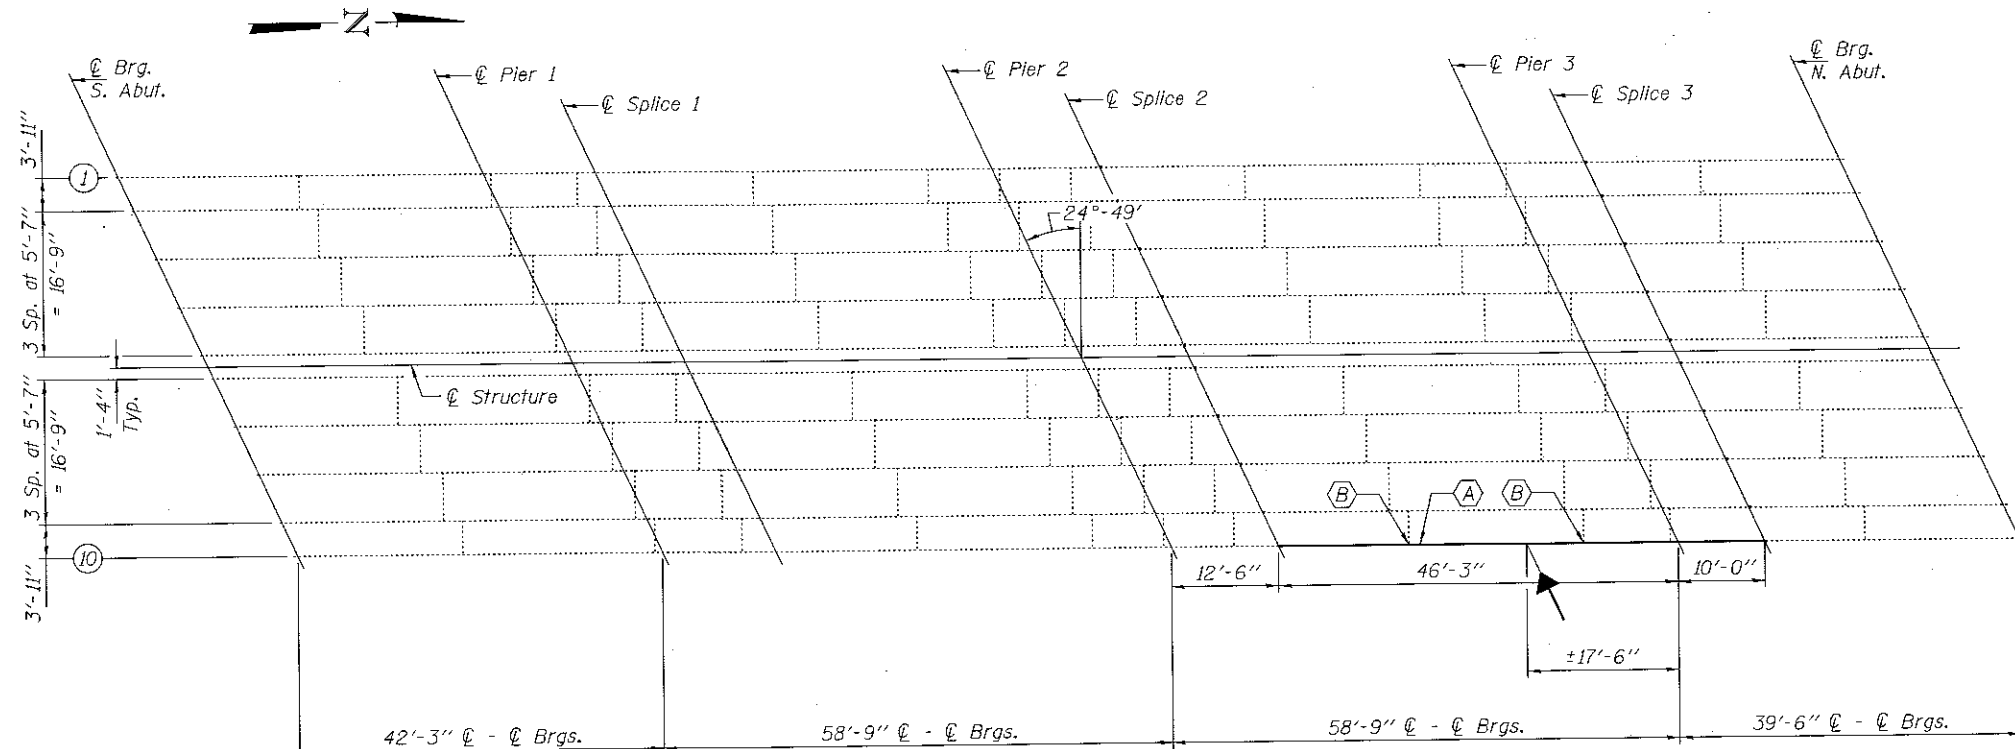 N
℄ Brg.
S. Abut.
℄ Pier 1
℄ Splice 1
℄ Pier 2
℄ Splice 2
℄ Pier 3
℄ Splice 3
℄ Brg.
N. Abut.
3'-11"
1
3 Sp. at 5'-7"
= 16'-9"
24°-49'
1'-4"
Typ.
℄ Structure
3 Sp. at 5'-7"
= 16'-9"
B
A
B
10
3'-11"
12'-6"
46'-3"
10'-0"
±17'-6"
42'-3" ℄ - ℄ Brgs.
58'-9" ℄ - ℄ Brgs.
58'-9" ℄ - ℄ Brgs.
39'-6" ℄ - ℄ Brgs.